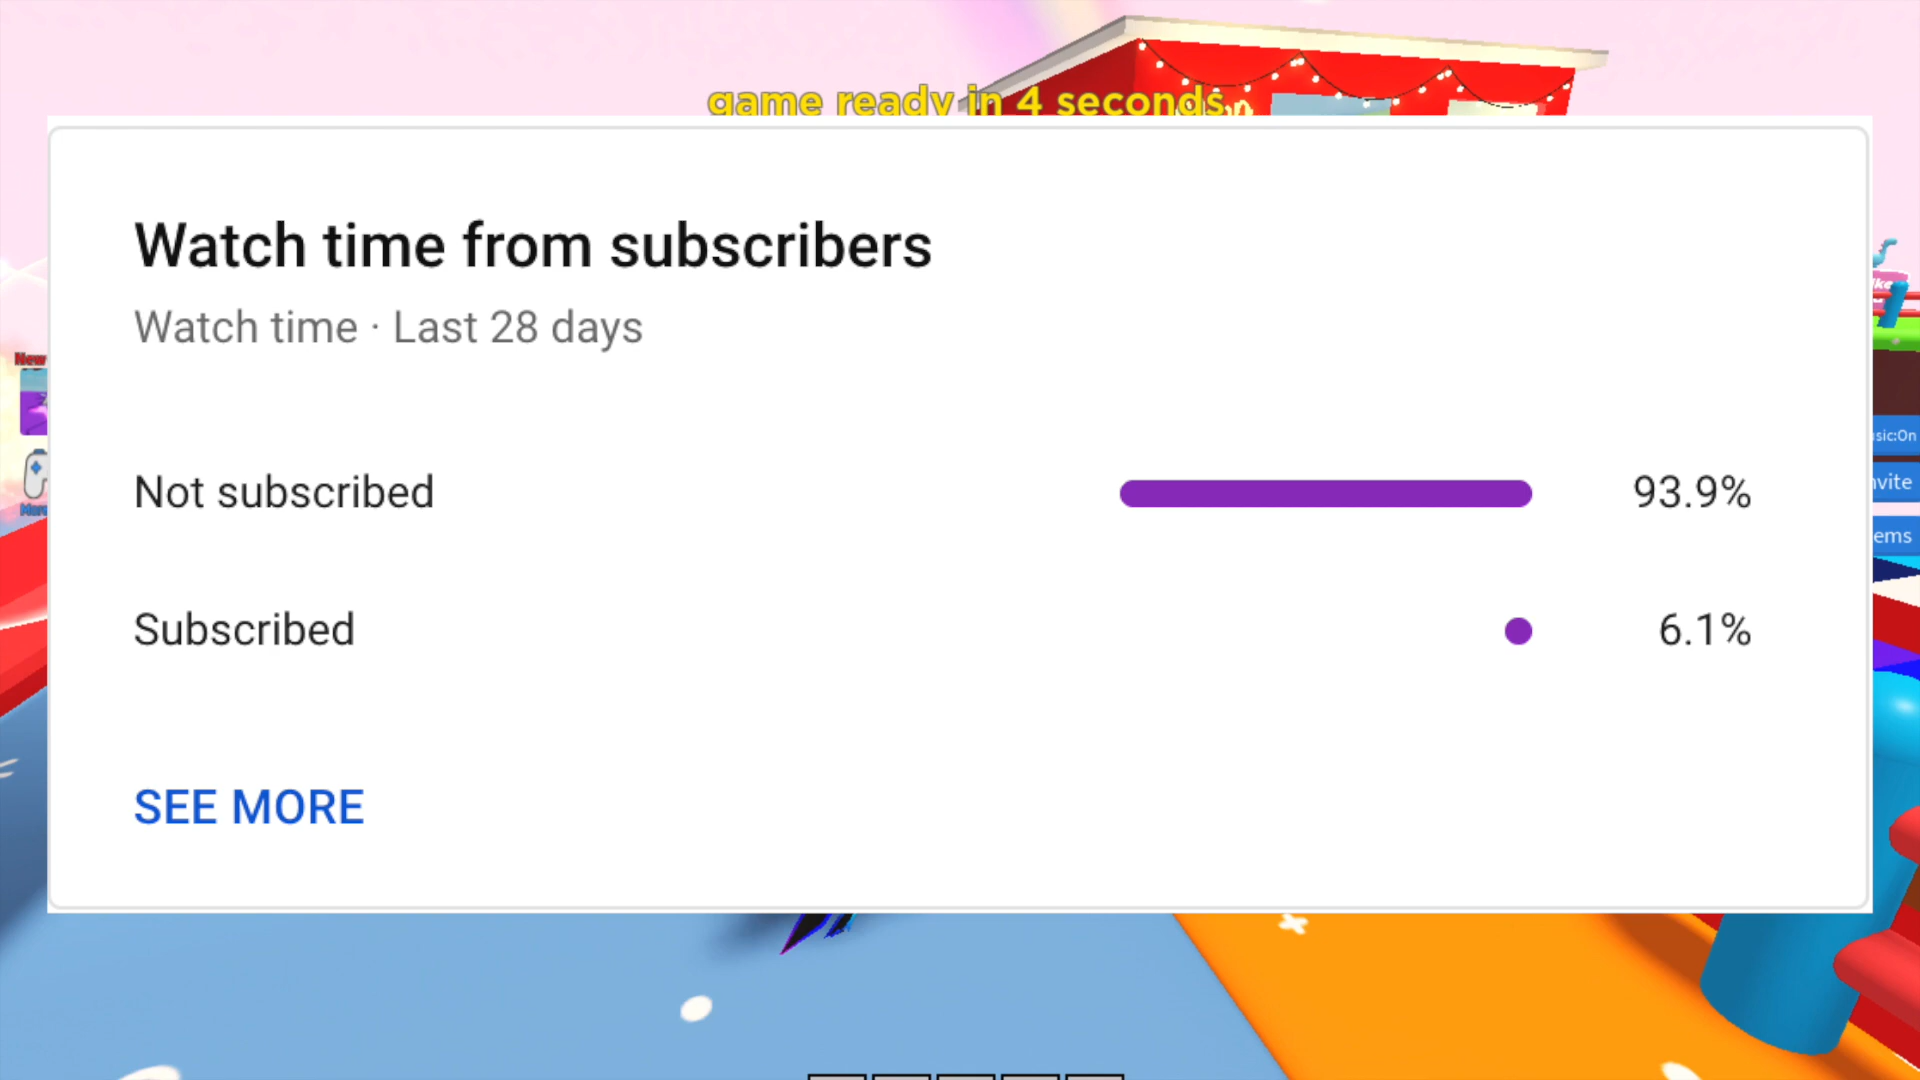 game ready in 4 seconds
Watch time from subscribers
Watch time · Last 28 days
New
Not subscribed 93.9%
Subscribed 6.1%
SEE MORE